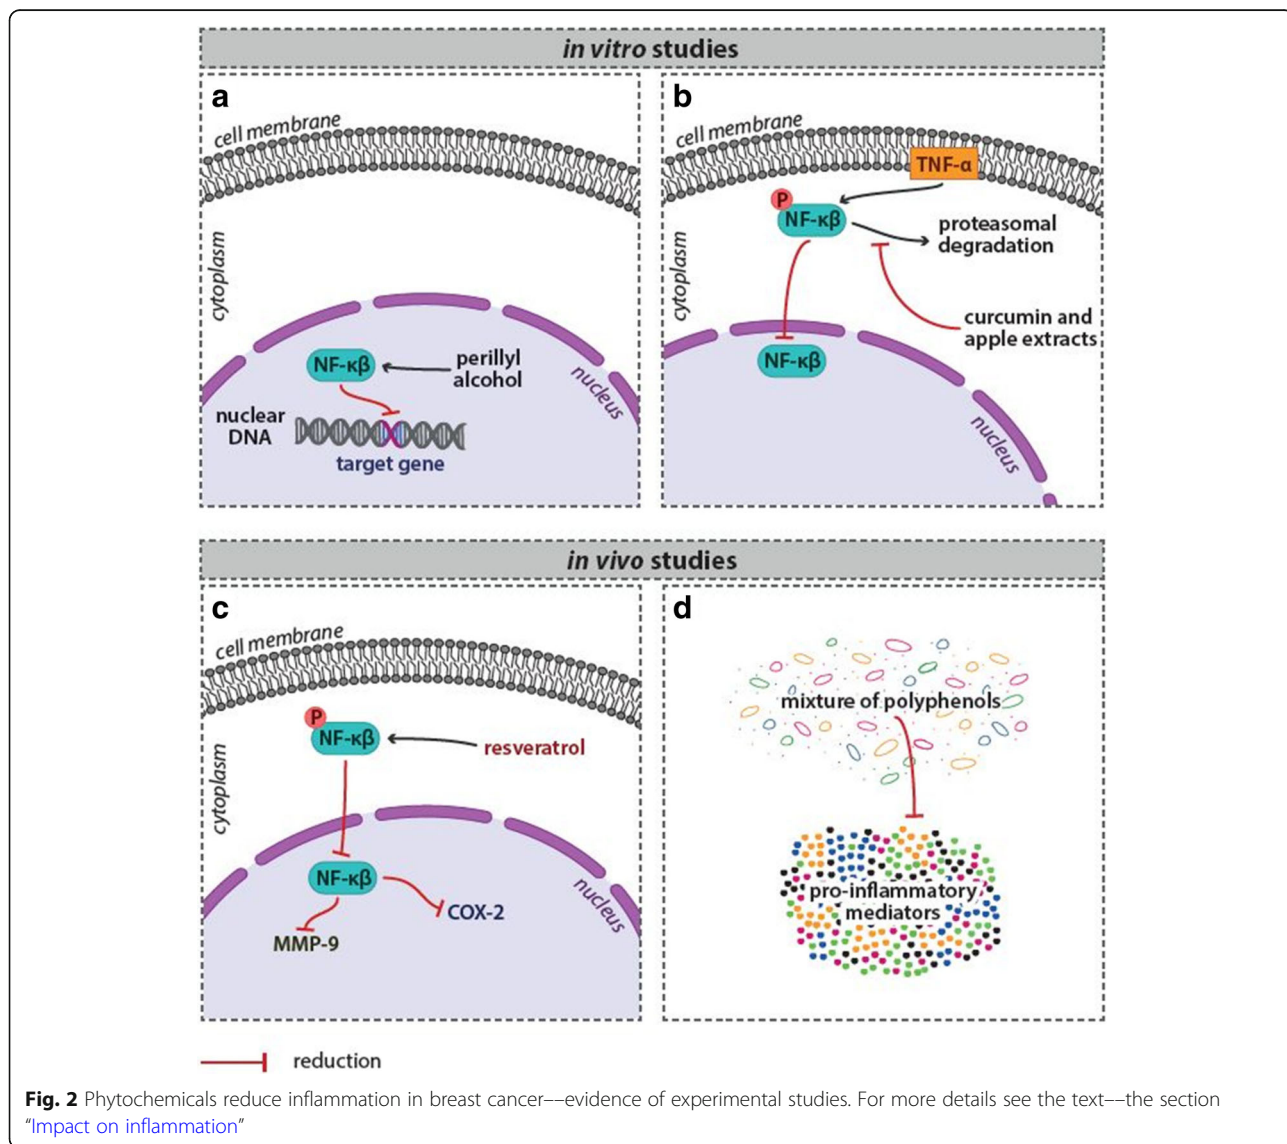 in vitro studies
a
cell membrane
cytoplasm
NF-κβ
perillyl
alcohol
nuclear
DNA
target gene
nucleus
b
cell membrane
TNF-α
P
NF-κβ
proteasomal
degradation
cytoplasm
curcumin and
apple extracts
NF-κβ
nucleus
in vivo studies
c
cell membrane
P
NF-κβ
resveratrol
cytoplasm
NF-κβ
COX-2
MMP-9
nucleus
d
mixture of polyphenols
pro-inflammatory
mediators
reduction
Fig. 2 Phytochemicals reduce inflammation in breast cancer––evidence of experimental studies. For more details see the text––the section
“Impact on inflammation”